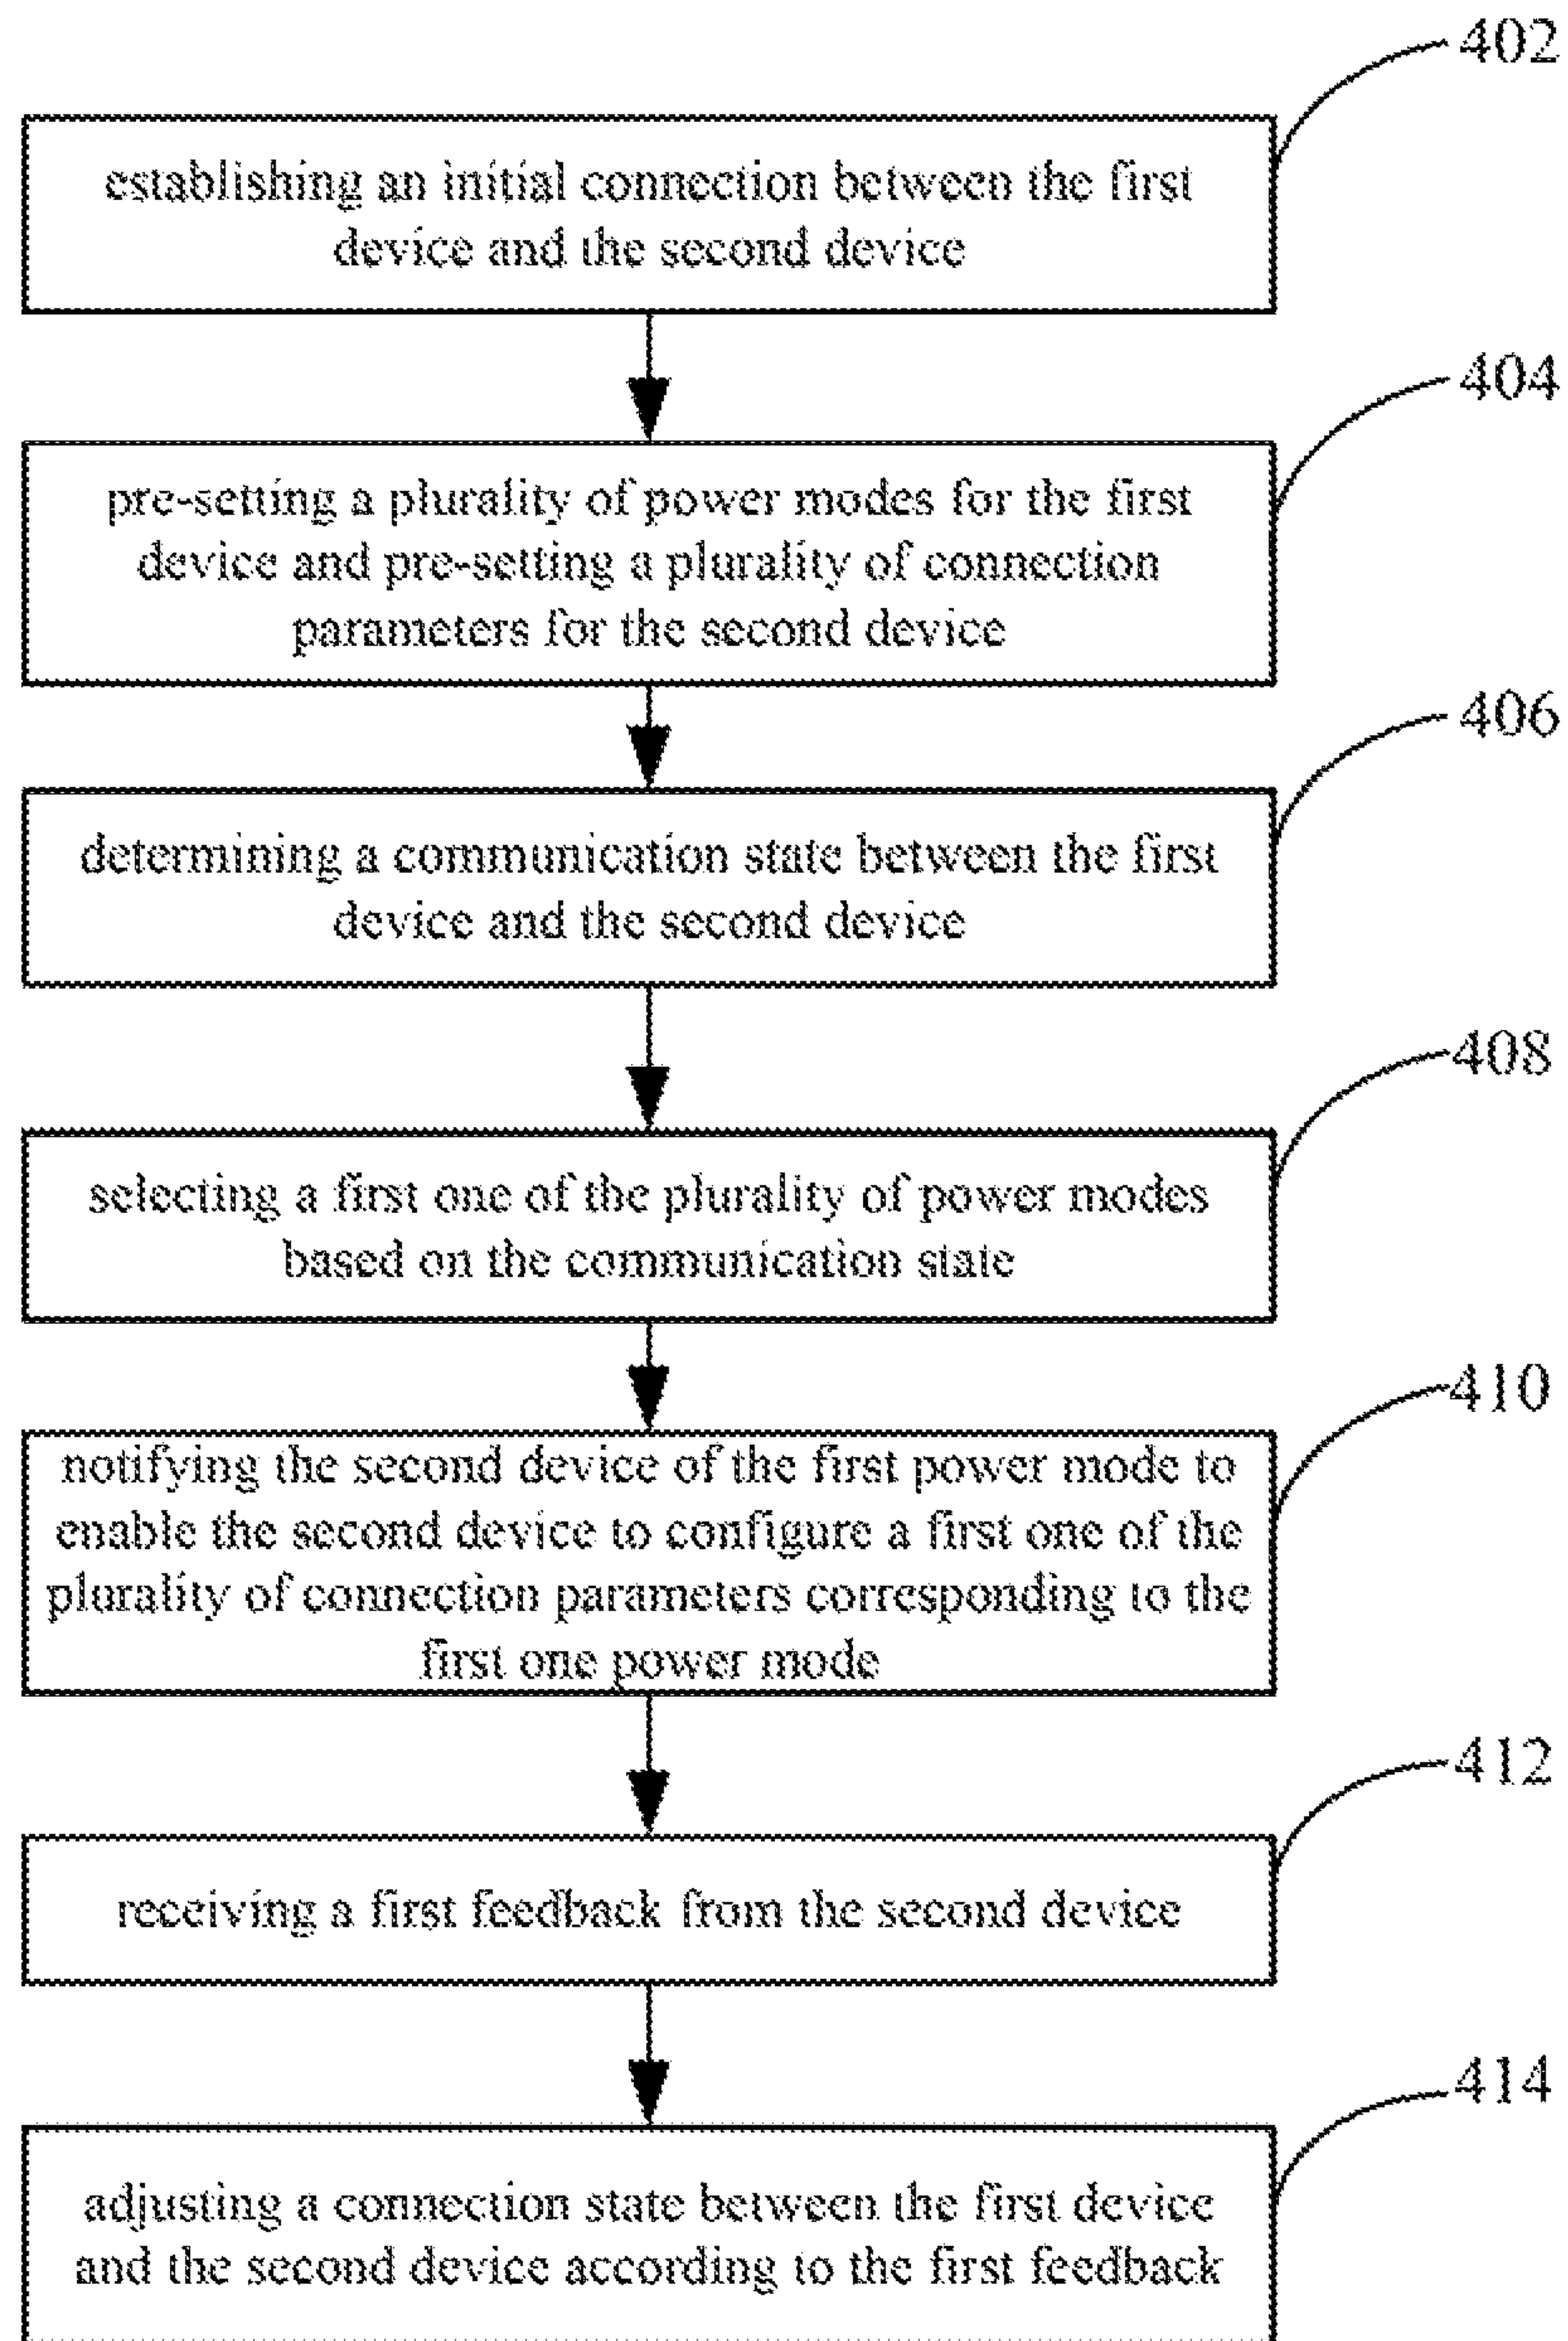 402
establishing an initial connection between the first
device and the second device
404
pre-setting a plurality of power modes for the first
device and pre-setting a plurality of connection
parameters for the second device
406
determining a communication state between the first
device and the second device
408
selecting a first one of the plurality of power modes
based on the communication state
410
notifying the second device of the first power mode to
enable the second device to configure a first one of the
plurality of connection parameters corresponding to the
first one power mode
412
receiving a first feedback from the second device
414
adjusting a connection state between the first device
and the second device according to the first feedback